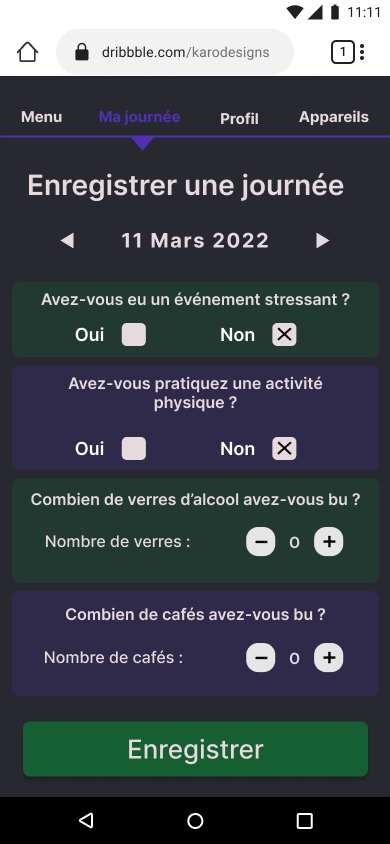 11:11
dribbble.com/karodesigns
1
Menu Ma journée Profil Appareils
Enregistrer une journée
11 Mars 2022
Avez-vous eu un événement stressant ?
Oui Non
Avez-vous pratiquez une activité
physique ?
Oui Non
Combien de verres d’alcool avez-vous bu ?
Nombre de verres : − 0 +
Combien de cafés avez-vous bu ?
Nombre de cafés : − 0 +
Enregistrer